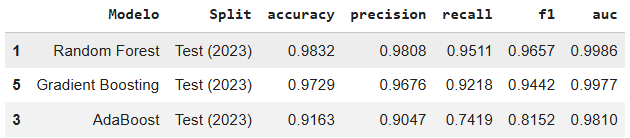 Modelo Split accuracy precision recall f1 auc
1 Random Forest Test (2023) 0.9832 0.9808 0.9511 0.9657 0.9986
5 Gradient Boosting Test (2023) 0.9729 0.9676 0.9218 0.9442 0.9977
3 AdaBoost Test (2023) 0.9163 0.9047 0.7419 0.8152 0.9810